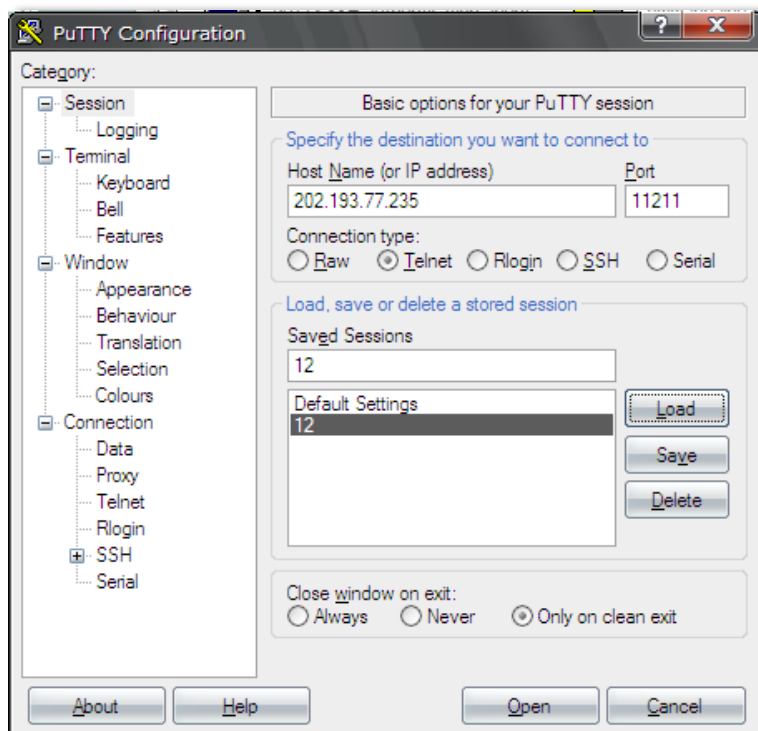 PuTTY Configuration
Category:
Session
Logging
Terminal
Keyboard
Bell
Features
Window
Appearance
Behaviour
Translation
Selection
Colours
Connection
Data
Proxy
Telnet
Rlogin
SSH
Serial
Basic options for your PuTTY session
Specify the destination you want to connect to
Host Name (or IP address) Port
202.193.77.235 11211
Connection type:
Raw Telnet Rlogin SSH Serial
Load, save or delete a stored session
Saved Sessions
12
Default Settings
12
Load
Save
Delete
Close window on exit:
Always Never Only on clean exit
About Help Open Cancel